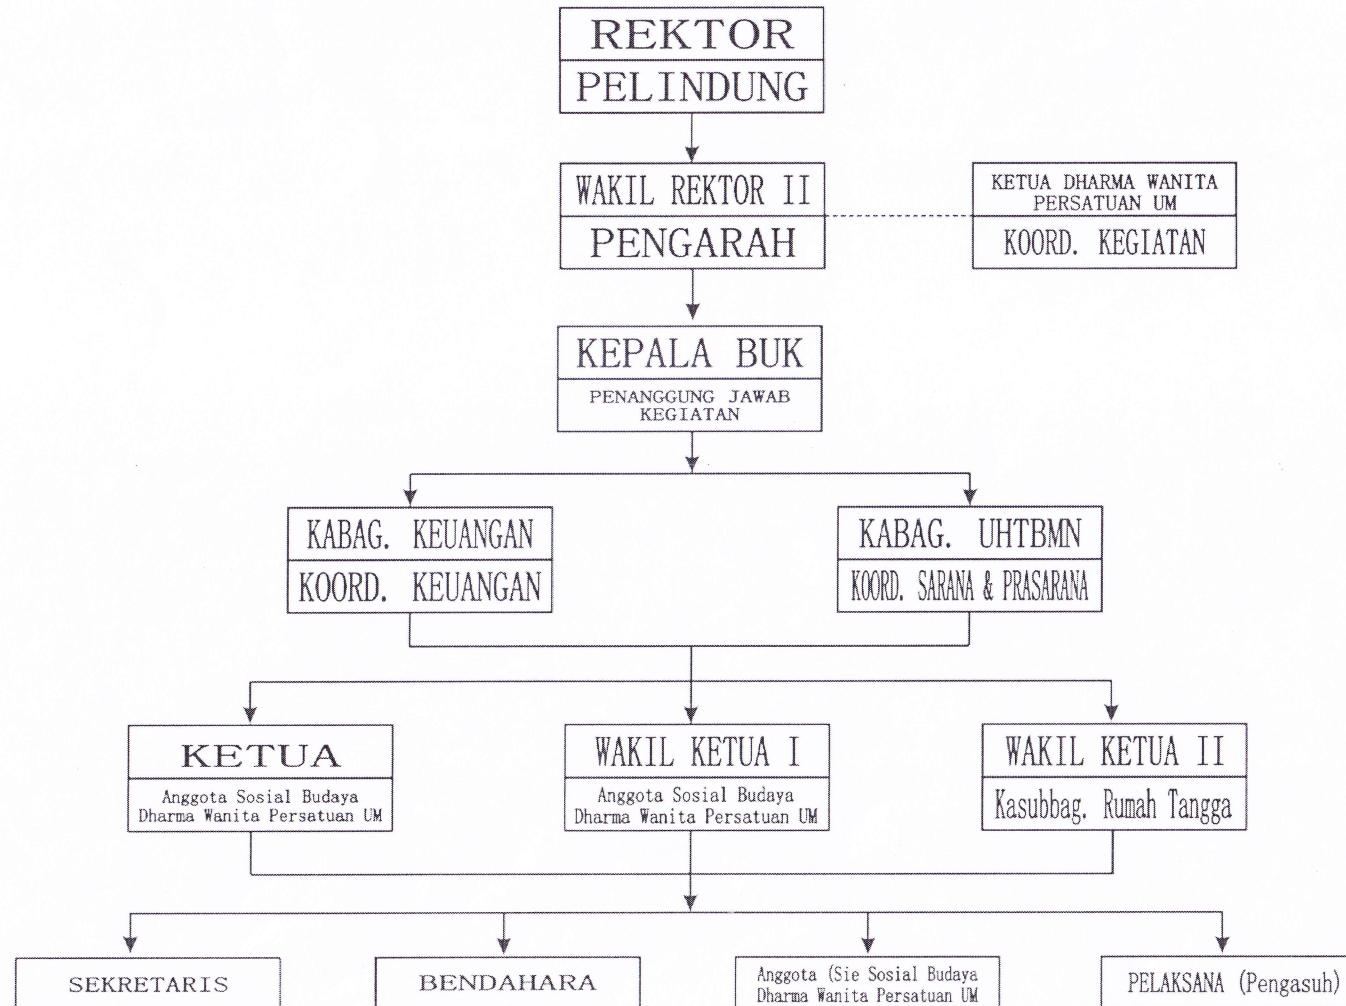 REKTOR
PELINDUNG
WAKIL REKTOR II
PENGARAH
KETUA DHARMA WANITA
PERSATUAN UM
KOORD. KEGIATAN
KEPALA BUK
PENANGGUNG JAWAB
KEGIATAN
KABAG. KEUANGAN
KOORD. KEUANGAN
KABAG. UHTBMN
KOORD. SARANA & PRASARANA
KETUA
Anggota Sosial Budaya
Dharma Wanita Persatuan UM
WAKIL KETUA I
Anggota Sosial Budaya
Dharma Wanita Persatuan UM
WAKIL KETUA II
Kasubbag. Rumah Tangga
SEKRETARIS
BENDAHARA
Anggota (Sie Sosial Budaya
Dharma Wanita Persatuan UM
PELAKSANA (Pengasuh)